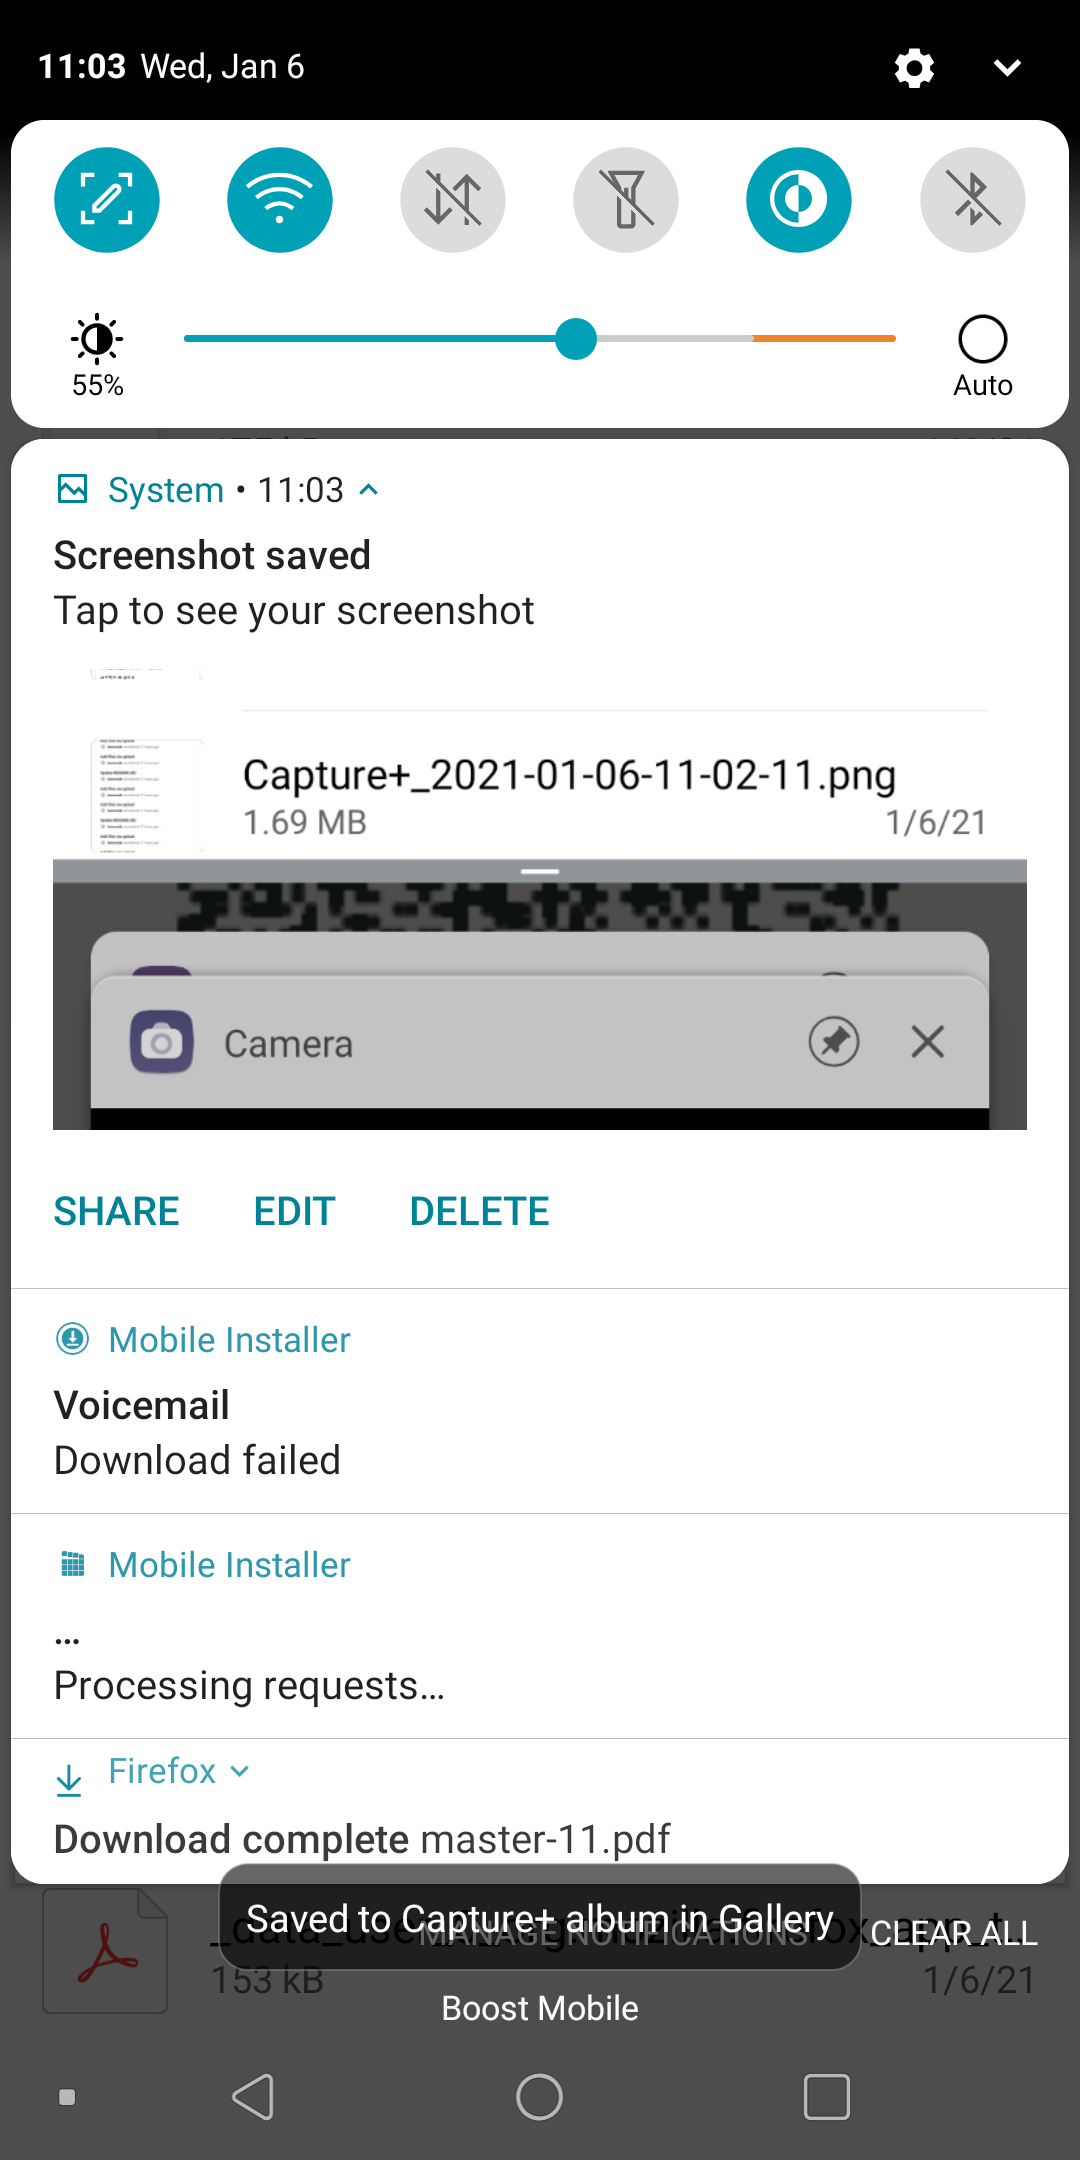 11:03 Wed, Jan 6
55%
Auto
System • 11:03
Screenshot saved
Tap to see your screenshot
Capture+_2021-01-06-11-02-11.png
1.69 MB 1/6/21
Camera
SHARE EDIT DELETE
Mobile Installer
Voicemail
Download failed
Mobile Installer
...
Processing requests...
Firefox
Download complete master-11.pdf
Saved to Capture+ album in Gallery
MANAGE NOTIFICATIONS CLEAR ALL
153 kB 1/6/21
Boost Mobile